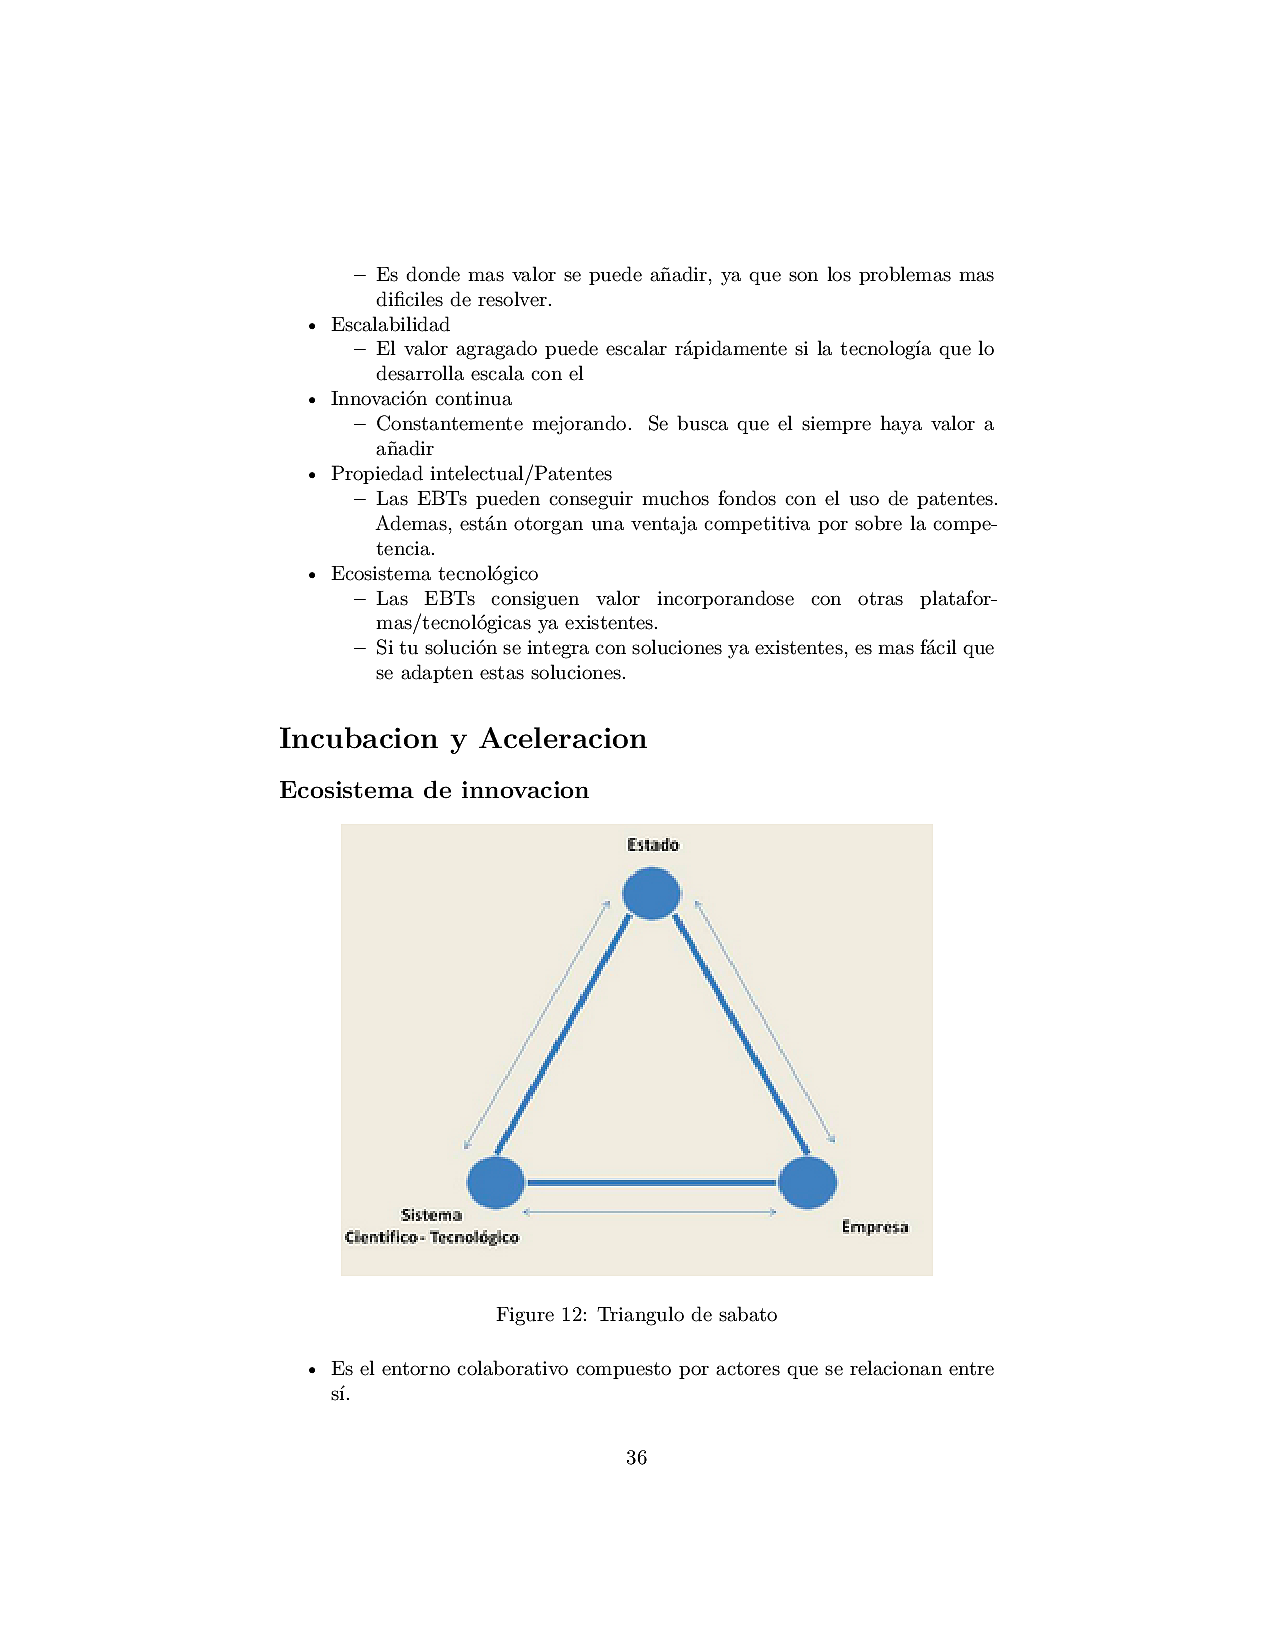 – Es donde mas valor se puede añadir, ya que son los problemas mas
dificiles de resolver.
• Escalabilidad
– El valor agragado puede escalar rápidamente si la tecnología que lo
desarrolla escala con el
• Innovación continua
– Constantemente mejorando. Se busca que el siempre haya valor a
añadir
• Propiedad intelectual/Patentes
– Las EBTs pueden conseguir muchos fondos con el uso de patentes.
Ademas, están otorgan una ventaja competitiva por sobre la compe-
tencia.
• Ecosistema tecnológico
– Las EBTs consiguen valor incorporandose con otras platafor-
mas/tecnológicas ya existentes.
– Si tu solución se integra con soluciones ya existentes, es mas fácil que
se adapten estas soluciones.
Incubacion y Aceleracion
Ecosistema de innovacion
Estado
Sistema
Científico - Tecnológico
Empresa
Figure 12: Triangulo de sabato
• Es el entorno colaborativo compuesto por actores que se relacionan entre
sí.
36